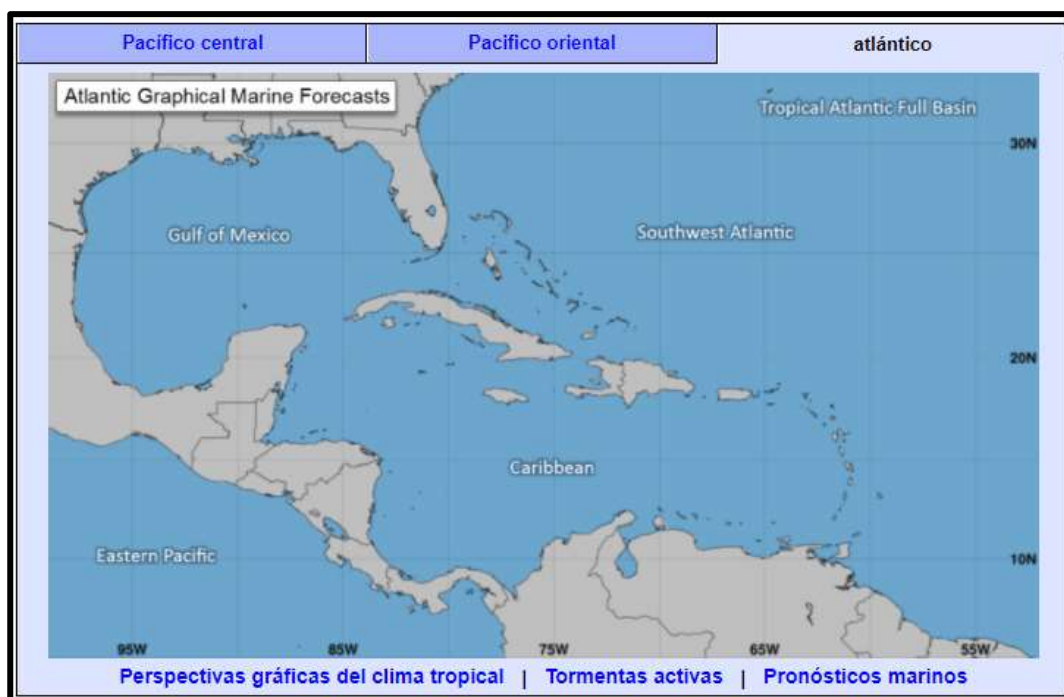 Pacífico central
Pacifico oriental
atlántico
Atlantic Graphical Marine Forecasts
Tropical Atlantic Full Basin
30N
Gulf of Mexico
Southwest Atlantic
20N
Caribbean
Eastern Pacific
10N
95W 85W 75W 65W 55W
Perspectivas gráficas del clima tropical | Tormentas activas | Pronósticos marinos